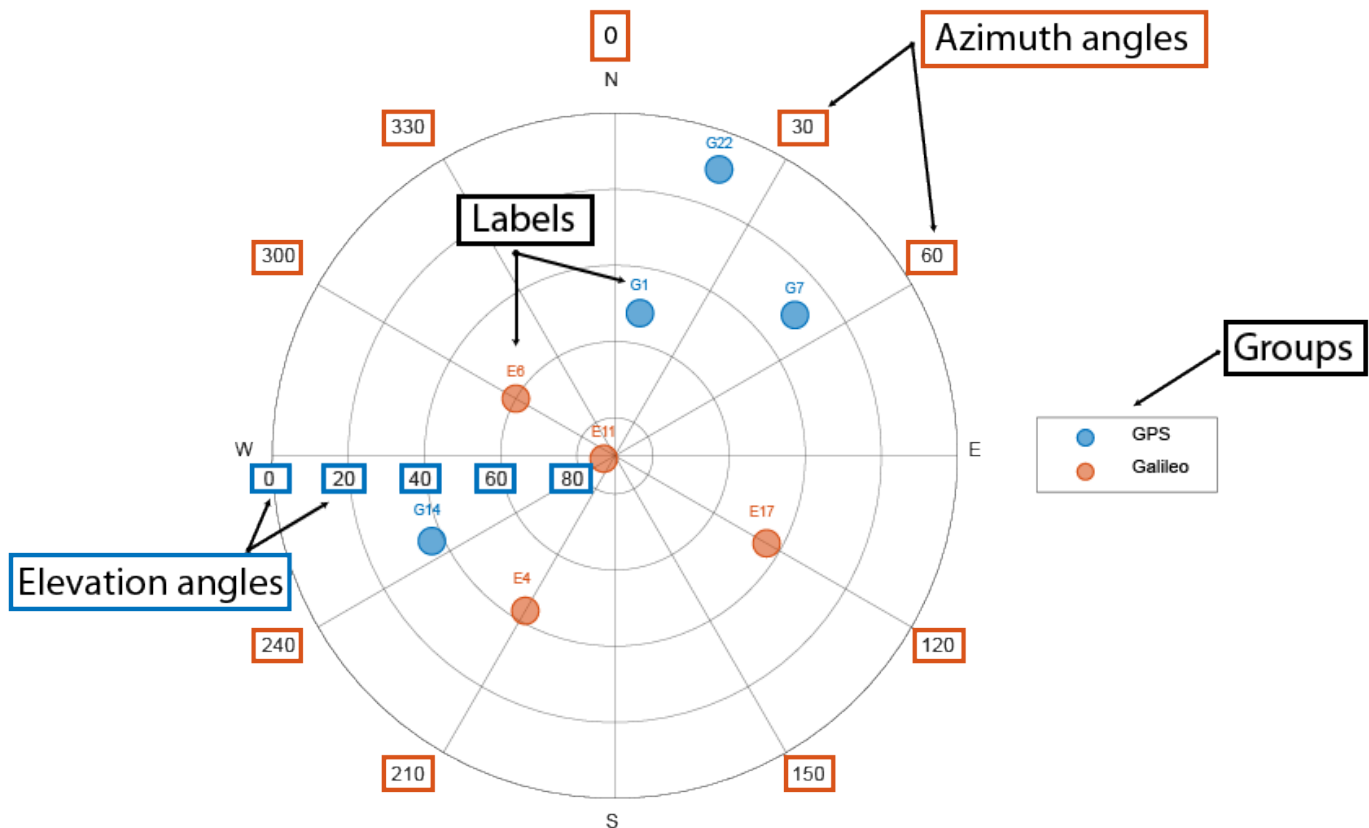 0
Azimuth angles
N
330
30
G22
Labels
300
60
G1
G7
Groups
E6
GPS
E11
W
E
Galileo
0
20
40
60
80
G14
E17
Elevation angles
E4
240
120
210
150
S